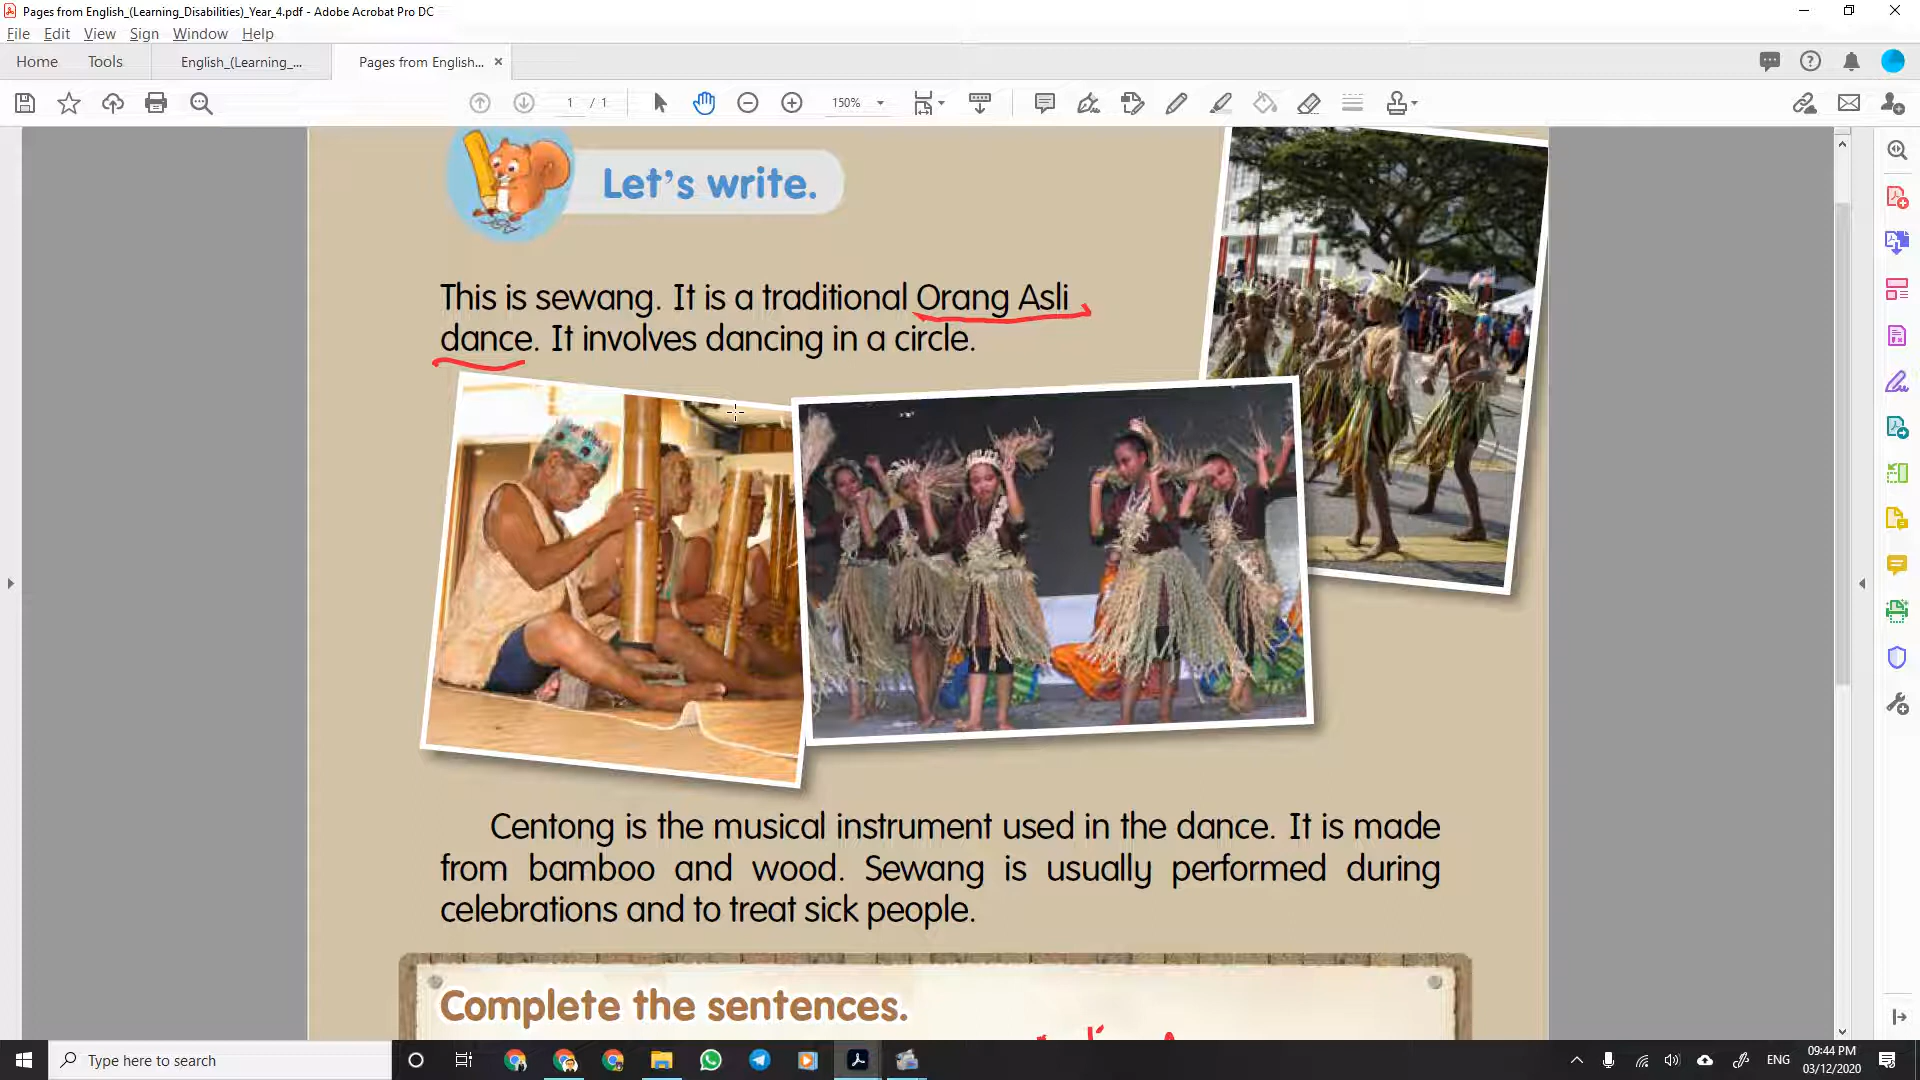 Pages from English_(Learning_Disabilities)_Year_4.pdf - Adobe Acrobat Pro DC
File Edit View Sign Window Help
Home Tools English_(Learning_... Pages from English...
1 / 1 150%
Let's write.
This is sewang. It is a traditional Orang Asli
dance. It involves dancing in a circle.
Centong is the musical instrument used in the dance. It is made
from bamboo and wood. Sewang is usually performed during
celebrations and to treat sick people.
Complete the sentences.
Type here to search
ENG
09:44 PM
03/12/2020